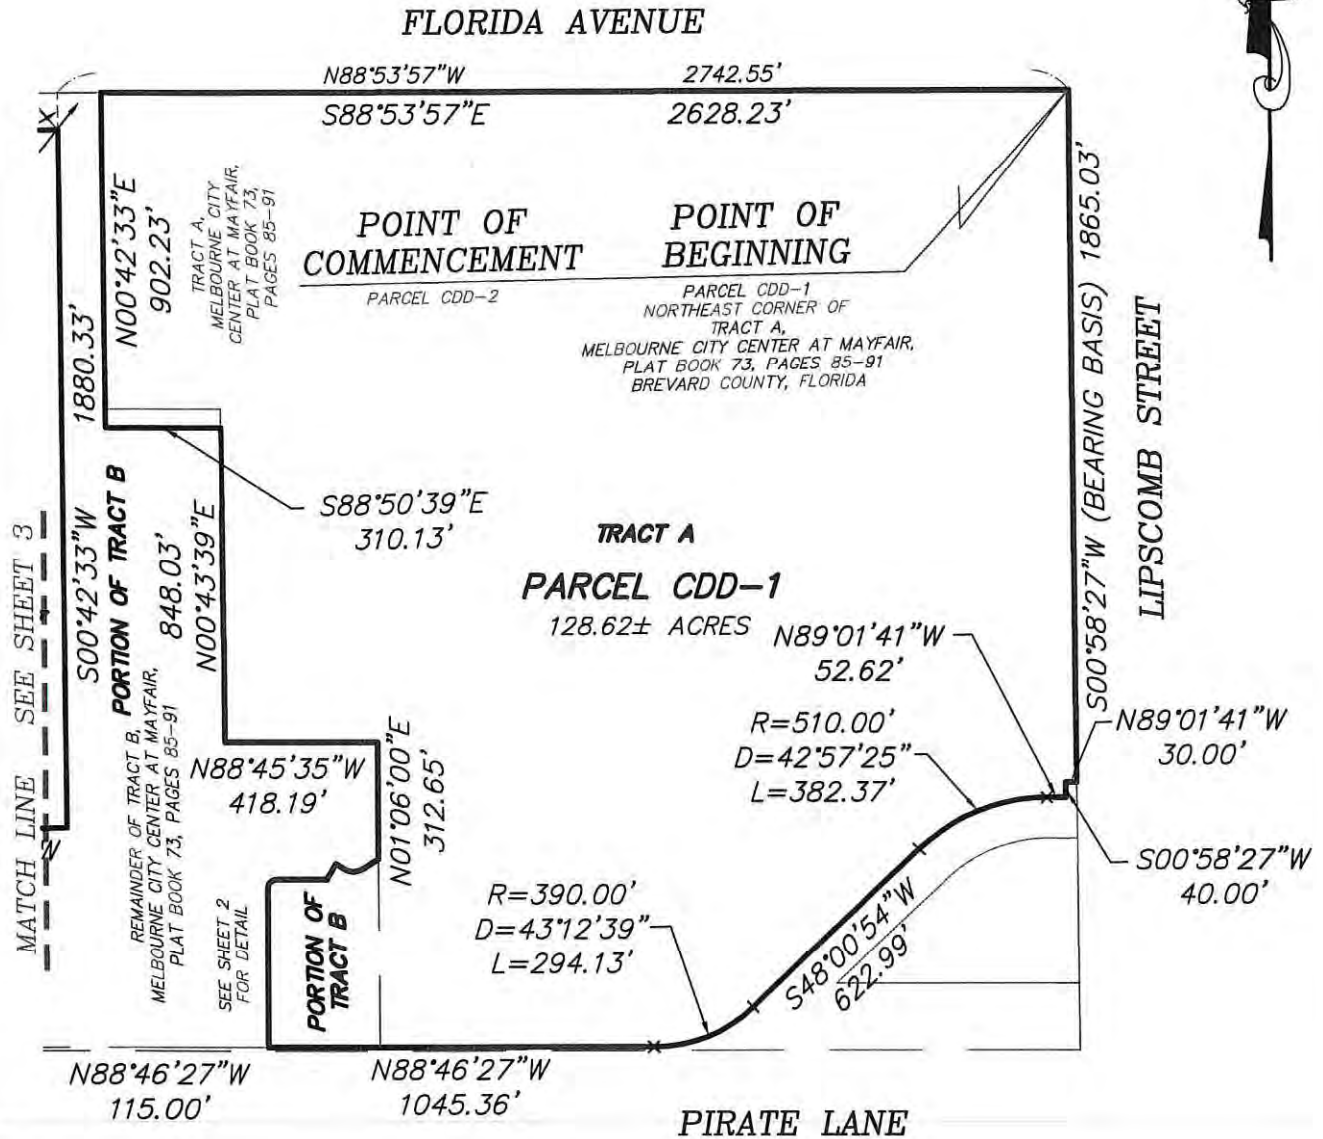 FLORIDA AVENUE
N88°53'57"W 2742.55'
S88°53'57"E 2628.23'
X
N00°42'33"E
902.23'
TRACT A,
MELBOURNE CITY
CENTER AT MAYFAIR,
PLAT BOOK 73,
PAGES 85-91
POINT OF
COMMENCEMENT
PARCEL CDD-2
POINT OF
BEGINNING
PARCEL CDD-1
NORTHEAST CORNER OF
TRACT A,
MELBOURNE CITY CENTER AT MAYFAIR,
PLAT BOOK 73, PAGES 85-91
BREVARD COUNTY, FLORIDA
S00°58'27"W (BEARING BASIS) 1865.03'
LIPSCOMB STREET
S00°42'33"W 1880.33'
MATCH LINE SEE SHEET 3
S88°50'39"E
310.13'
PORTION OF TRACT B
REMAINDER OF TRACT B,
MELBOURNE CITY CENTER AT MAYFAIR,
PLAT BOOK 73, PAGES 85-91
848.03'
N00°43'39"E
TRACT A
PARCEL CDD-1
128.62± ACRES
N89°01'41"W
52.62'
R=510.00'
D=42°57'25"
L=382.37'
N89°01'41"W
30.00'
S00°58'27"W
40.00'
N88°45'35"W
418.19'
N01°06'00"E
312.65'
N
SEE SHEET 2
FOR DETAIL
PORTION OF
TRACT B
R=390.00'
D=43°12'39"
L=294.13'
S48°00'54"W
622.99'
N88°46'27"W
115.00'
N88°46'27"W
1045.36'
PIRATE LANE